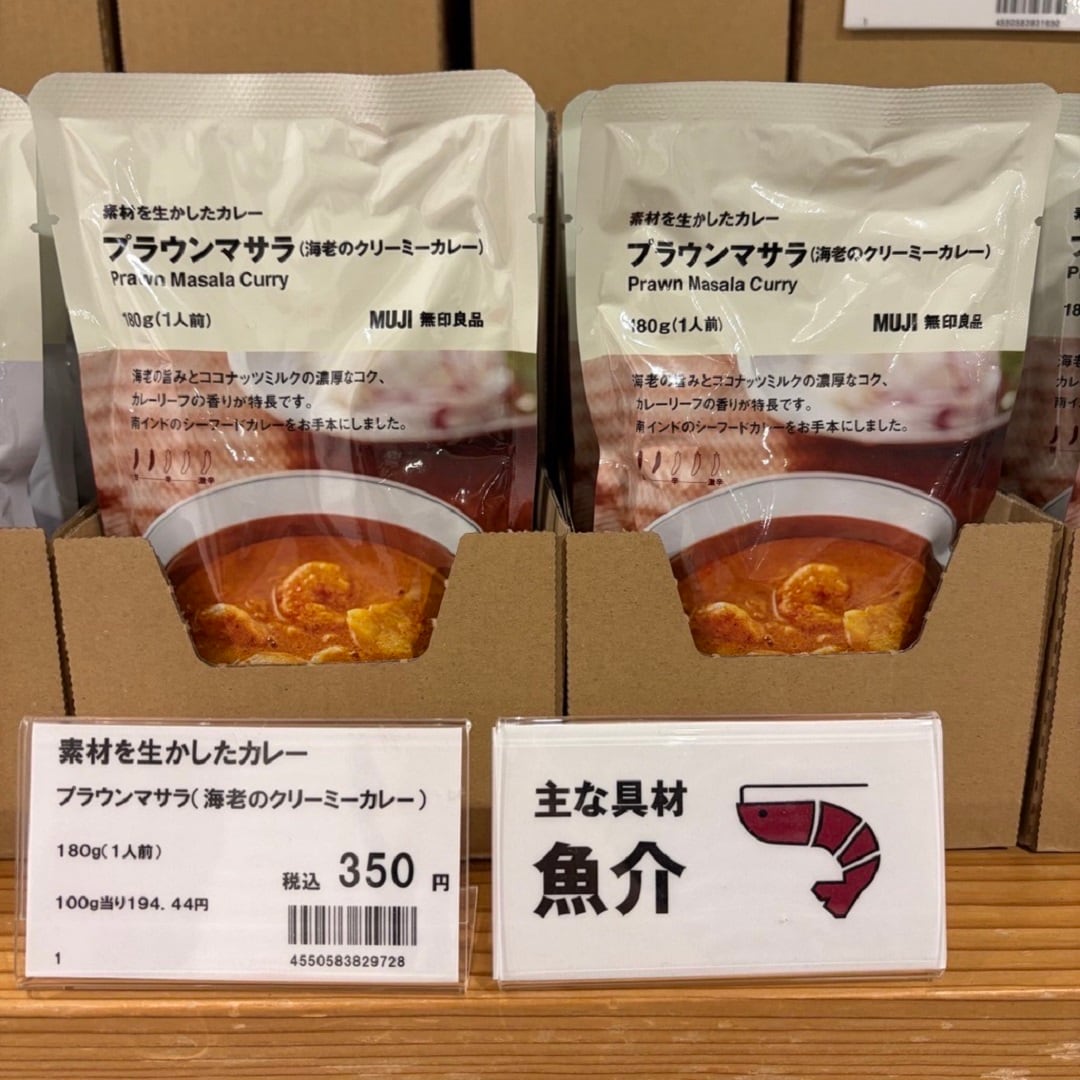 4550583931650
素材を生かしたカレー
プラウンマサラ(海老のクリーミーカレー)
Prawn Masala Curry
180g(1人前)
MUJI 無印良品
海老の旨みとココナッツミルクの濃厚なコク、
カレーリーフの香りが特長です。
南インドのシーフードカレーをお手本にしました。
辛 激辛
素材を生かしたカレー
プラウンマサラ(海老のクリーミーカレー)
Prawn Masala Curry
180g(1人前)
MUJI 無印良品
海老の旨みとココナッツミルクの濃厚なコク、
カレーリーフの香りが特長です。
南インドのシーフードカレーをお手本にしました。
辛 激辛
素材を生かしたカレー
プラウンマサラ(海老のクリーミーカレー)
180g(1人前)
税込 350 円
100g当り194.44円
1
4550583829728
主な具材
魚介